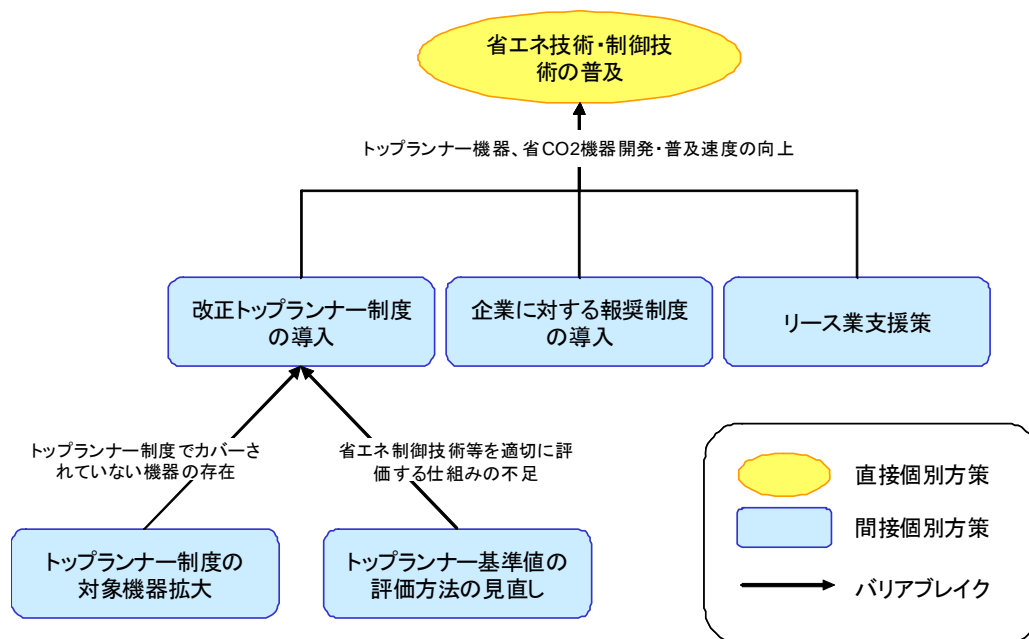 省エネ技術・制御技
術の普及
トップランナー機器、省CO2機器開発・普及速度の向上
改正トップランナー制度
の導入
企業に対する報奨制度
の導入
リース業支援策
トップランナー制度でカバーさ
れていない機器の存在
省エネ制御技術等を適切に評
価する仕組みの不足
トップランナー制度の
対象機器拡大
トップランナー基準値の
評価方法の見直し
直接個別方策
間接個別方策
バリアブレイク